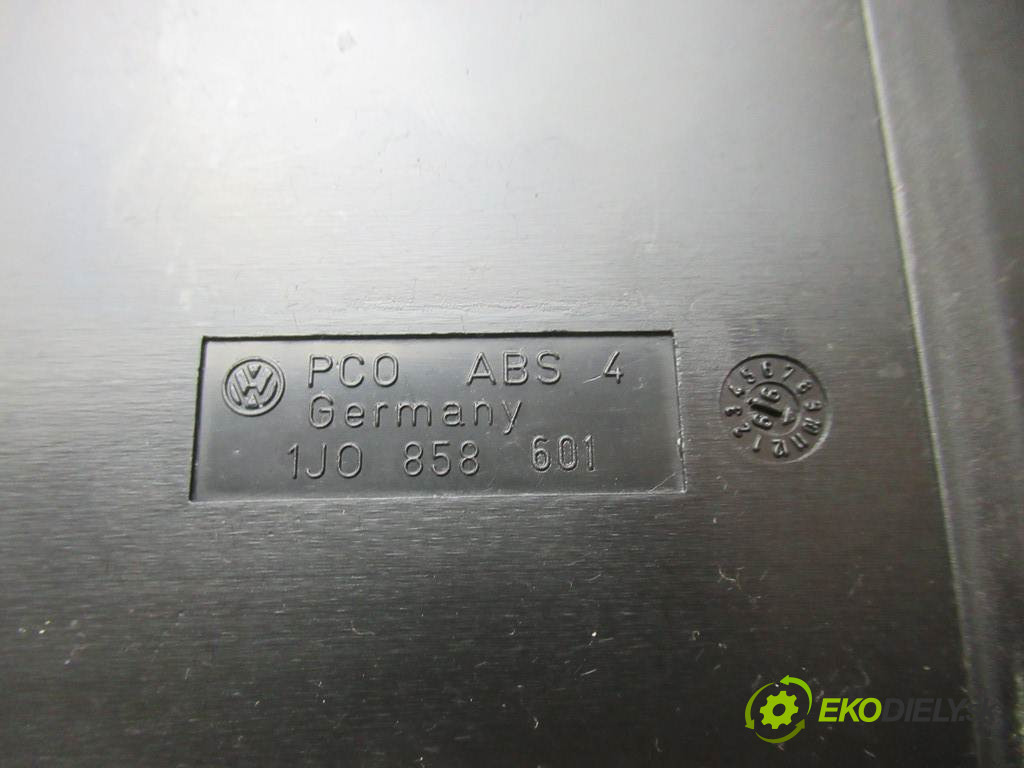 PCO ABS 4
Germany
1J0 858 601
EKODIELY